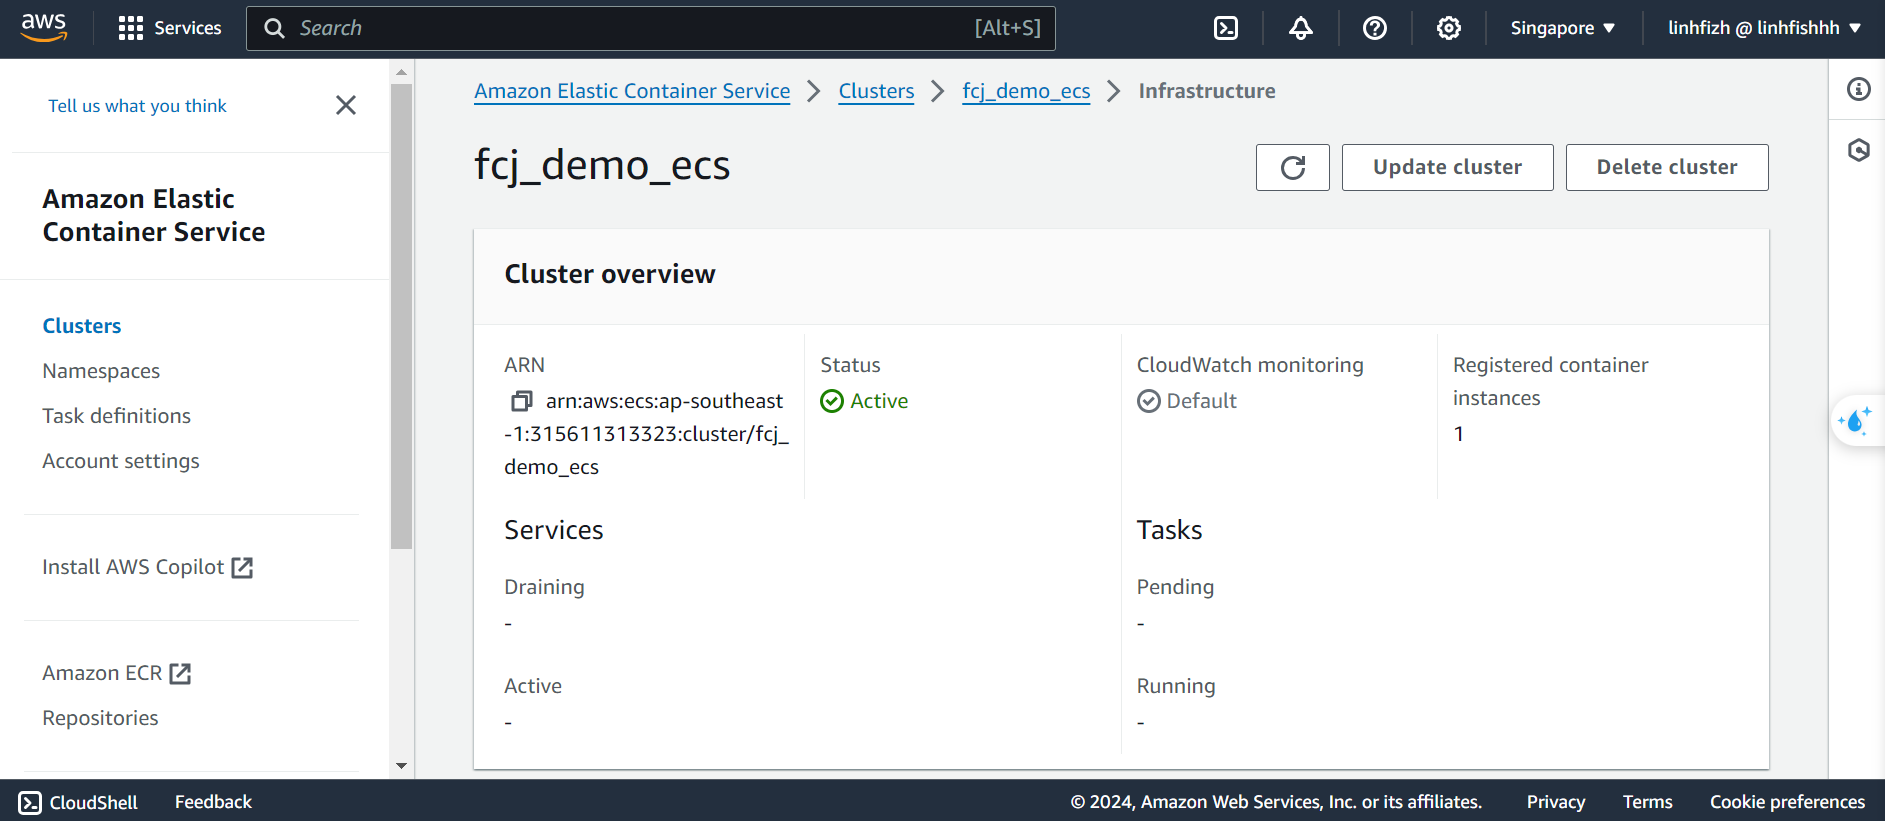 aws
Services
Search [Alt+S]
Singapore
linhfizh @ linhfishhh
Tell us what you think
Amazon Elastic
Container Service
Clusters
Namespaces
Task definitions
Account settings
Install AWS Copilot
Amazon ECR
Repositories
Amazon Elastic Container Service > Clusters > fcj_demo_ecs > Infrastructure
fcj_demo_ecs
Update cluster
Delete cluster
Cluster overview
ARN
arn:aws:ecs:ap-southeast
-1:315611313323:cluster/fcj_
demo_ecs
Status
Active
CloudWatch monitoring
Default
Registered container
instances
1
Services
Draining
-
Active
-
Tasks
Pending
-
Running
-
CloudShell
Feedback
© 2024, Amazon Web Services, Inc. or its affiliates.
Privacy
Terms
Cookie preferences